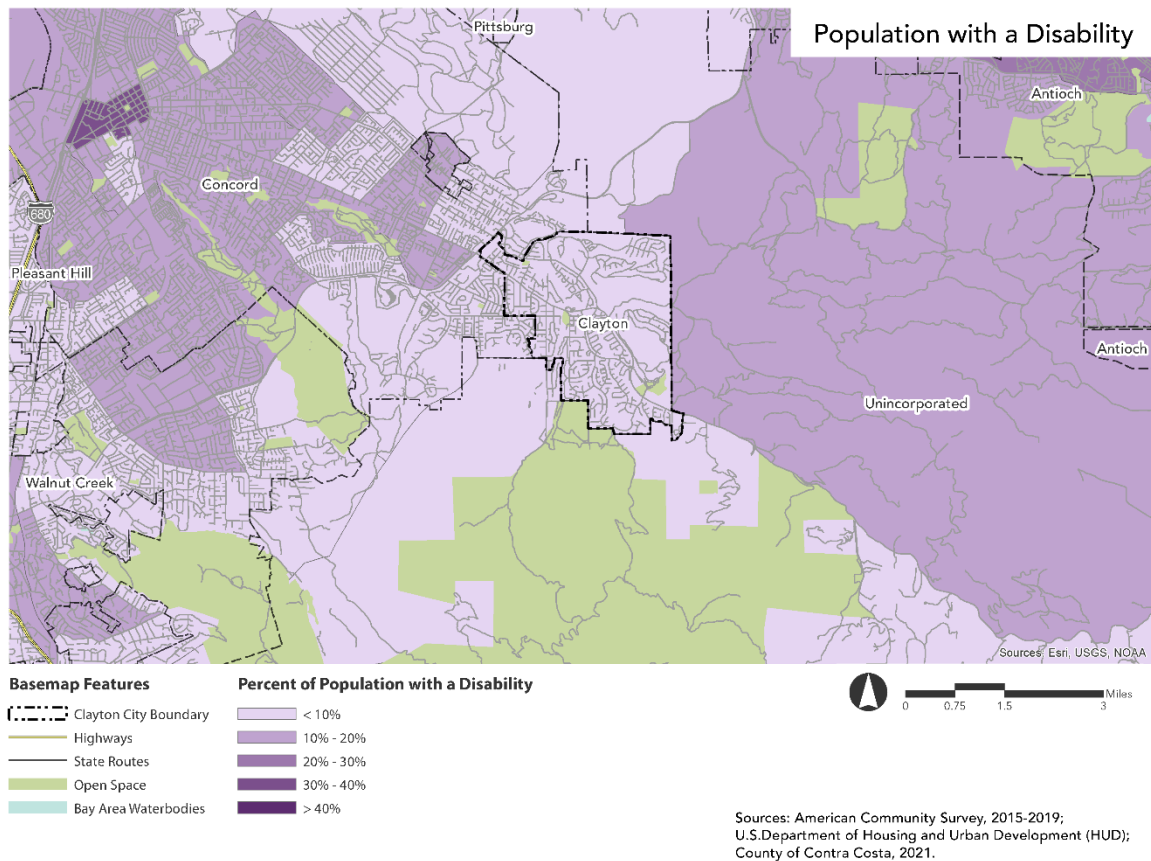 Population with a Disability
Pittsburg
Antioch
Concord
680
Pleasant Hill
Clayton
Antioch
Unincorporated
Walnut Creek
Sources: Esri, USGS, NOAA
Basemap Features
Clayton City Boundary
Highways
State Routes
Open Space
Bay Area Waterbodies
Percent of Population with a Disability
< 10%
10% - 20%
20% - 30%
30% - 40%
> 40%
Miles
0 0.75 1.5 3
Sources: American Community Survey, 2015-2019;
U.S.Department of Housing and Urban Development (HUD);
County of Contra Costa, 2021.